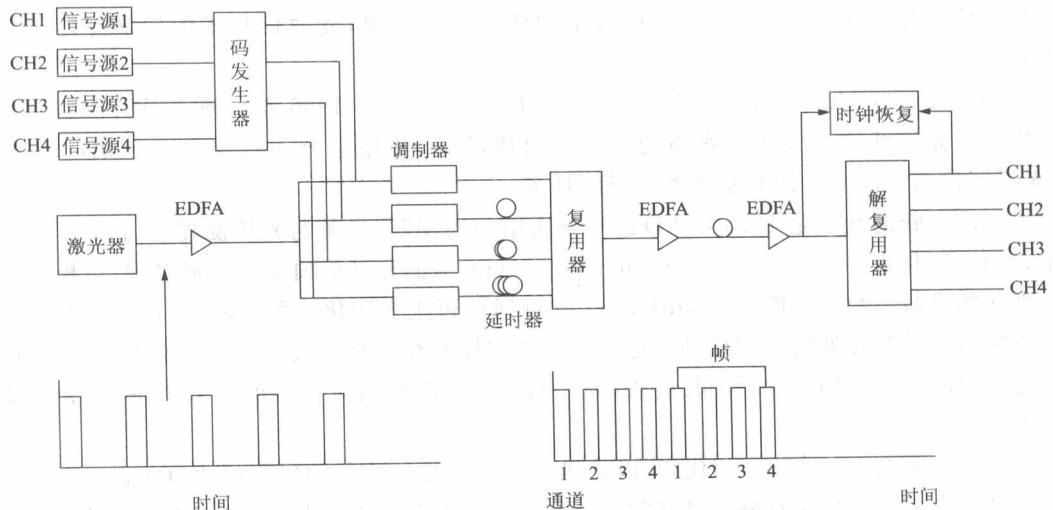 CH1 信号源1
CH2 信号源2
CH3 信号源3
CH4 信号源4
码发生器
时钟恢复
调制器
激光器
EDFA
延时器
复用器
EDFA
EDFA
解复用器
CH1
CH2
CH3
CH4
时间
帧
1 2 3 4 1 2 3 4
通道
时间